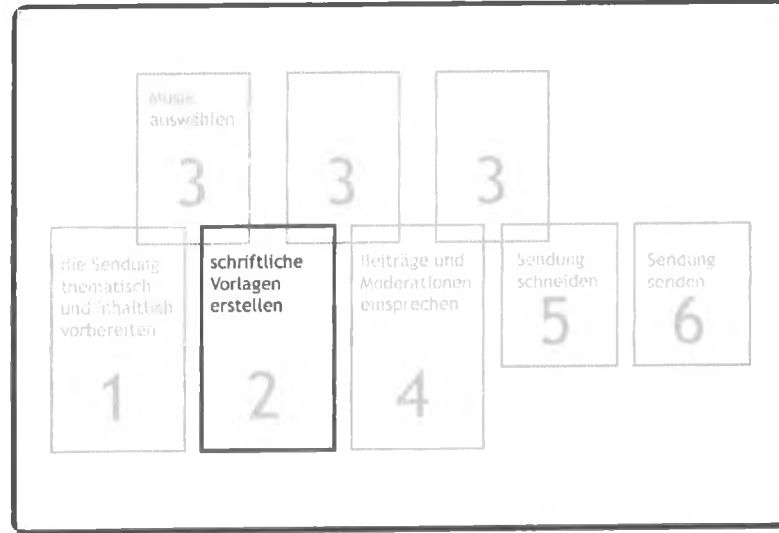 Musik
auswählen
3
3
3
die Sendung
thematisch
und inhaltlich
vorbereiten
1
schriftliche
Vorlagen
erstellen
2
Beiträge und
Moderationen
einsprechen
4
Sendung
schneiden
5
Sendung
senden
6